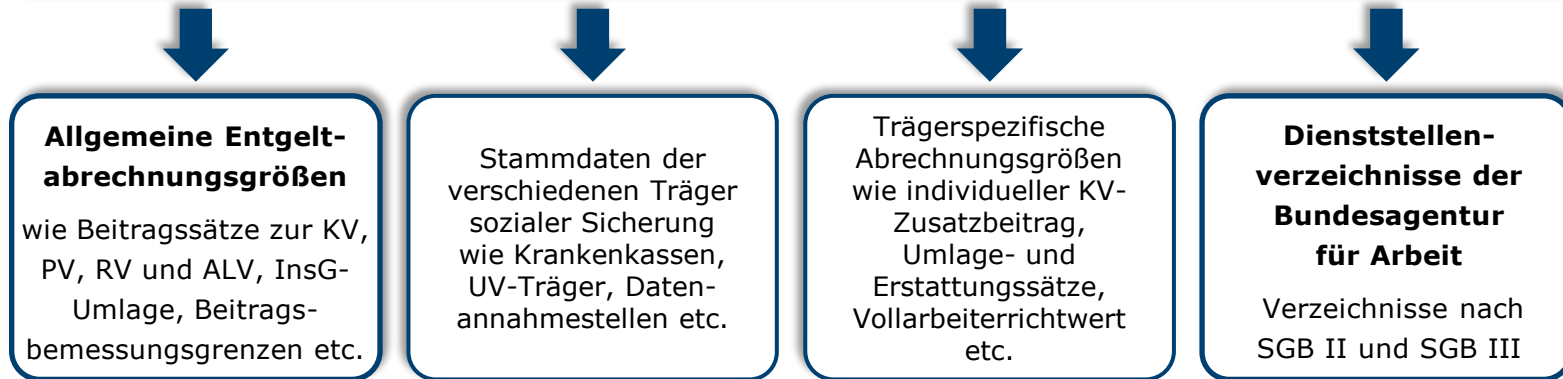 Allgemeine Entgelt-
abrechnungsgrößen
wie Beitragssätze zur KV,
PV, RV und ALV, InsG-
Umlage, Beitrags-
bemessungsgrenzen etc.
Stammdaten der
verschiedenen Träger
sozialer Sicherung
wie Krankenkassen,
UV-Träger, Daten-
annahmestellen etc.
Trägerspezifische
Abrechnungsgrößen
wie individueller KV-
Zusatzbeitrag,
Umlage- und
Erstattungssätze,
Vollarbeiterrichtwert
etc.
Dienststellen-
verzeichnisse der
Bundesagentur
für Arbeit
Verzeichnisse nach
SGB II und SGB III